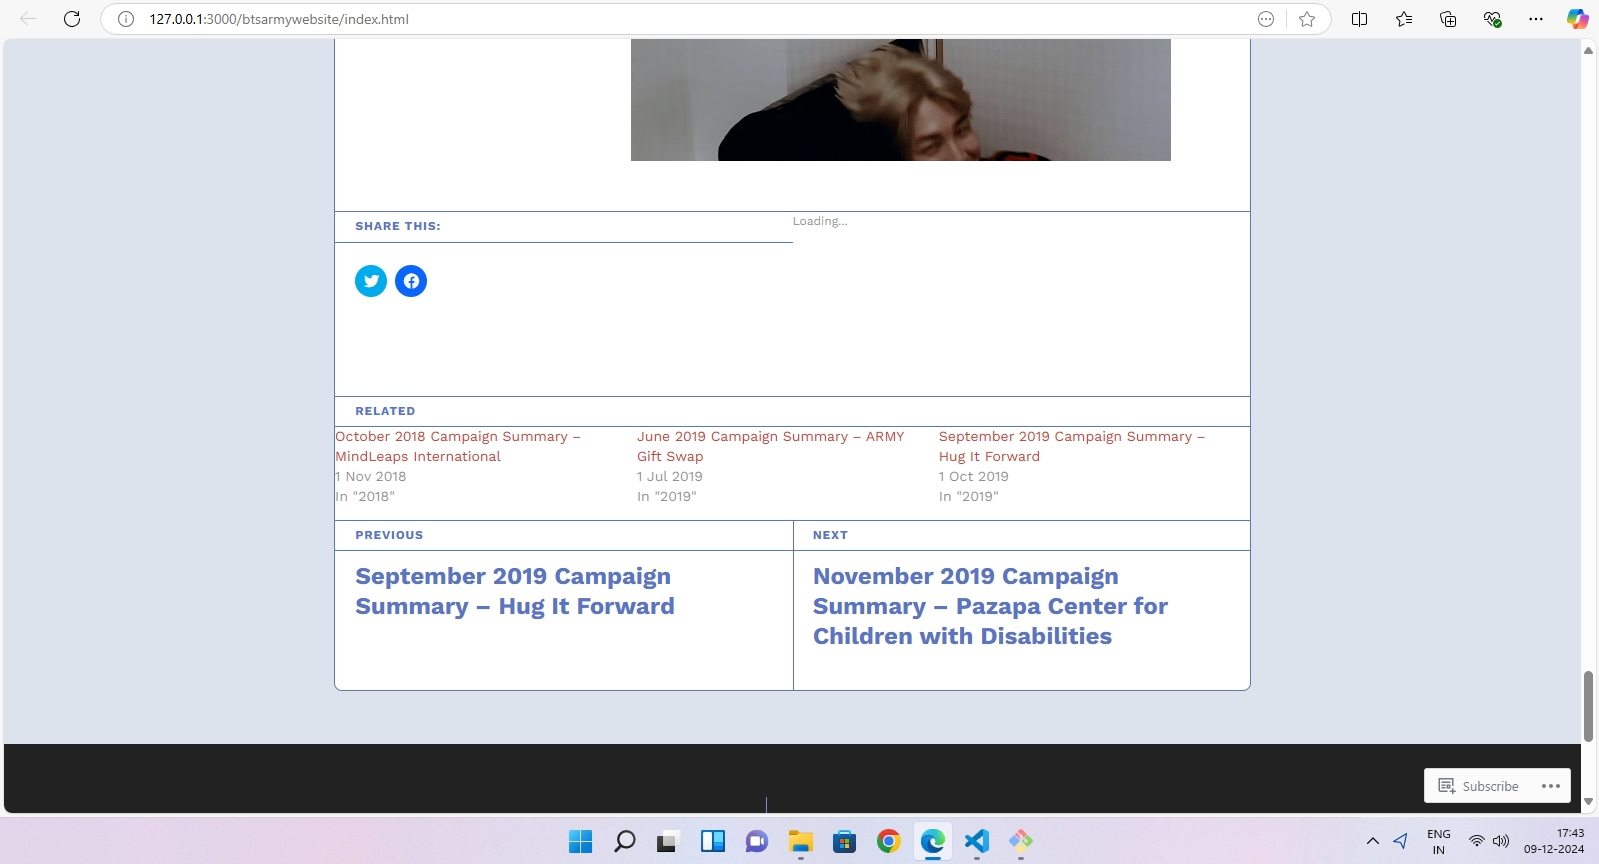 127.0.0.1:3000/btsarmywebsite/index.html
SHARE THIS:
Loading...
RELATED
October 2018 Campaign Summary –
MindLeaps International
1 Nov 2018
In "2018"
June 2019 Campaign Summary – ARMY
Gift Swap
1 Jul 2019
In "2019"
September 2019 Campaign Summary –
Hug It Forward
1 Oct 2019
In "2019"
PREVIOUS
September 2019 Campaign
Summary – Hug It Forward
NEXT
November 2019 Campaign
Summary – Pazapa Center for
Children with Disabilities
Subscribe
ENG
IN
17:43
09-12-2024